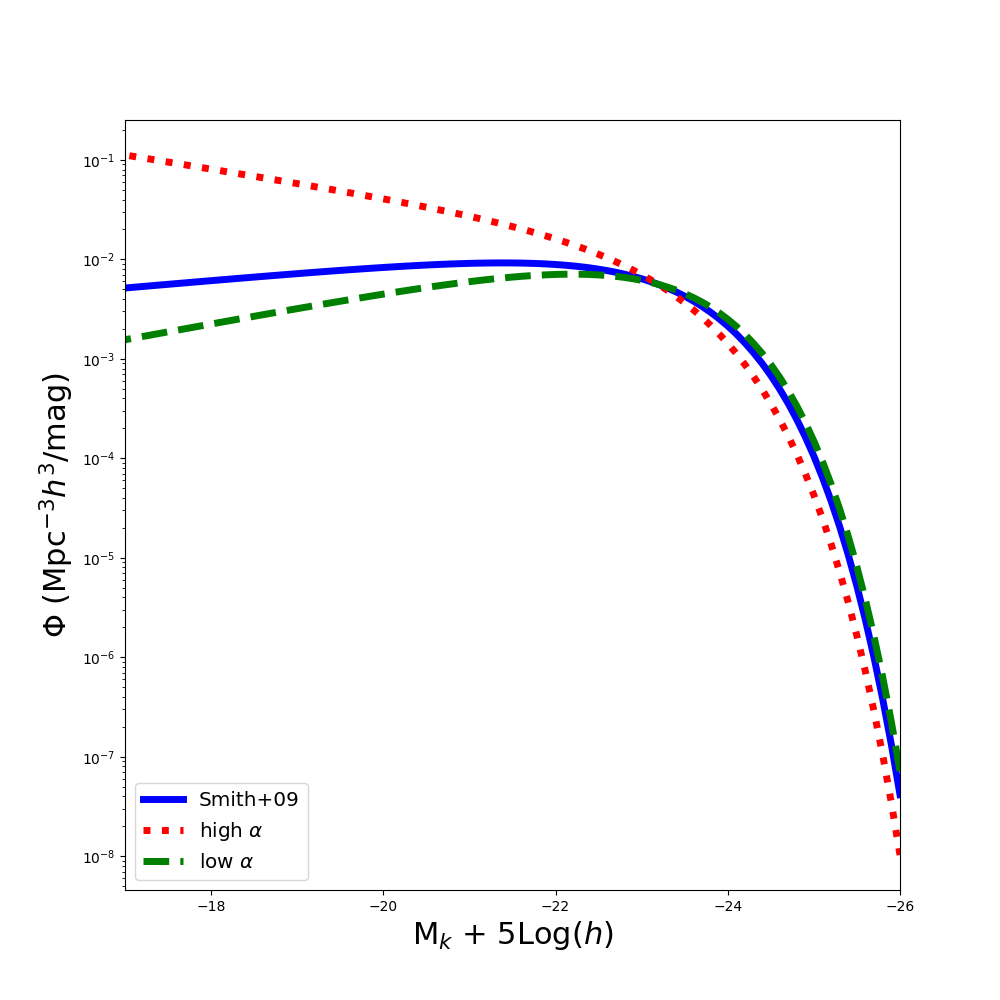 10⁻¹
10⁻²
10⁻³
10⁻⁴
10⁻⁵
10⁻⁶
10⁻⁷
10⁻⁸
Φ (Mpc⁻³h³/mag)
Smith+09
high α
low α
−18 −20 −22 −24 −26
Mₖ + 5Log(h)